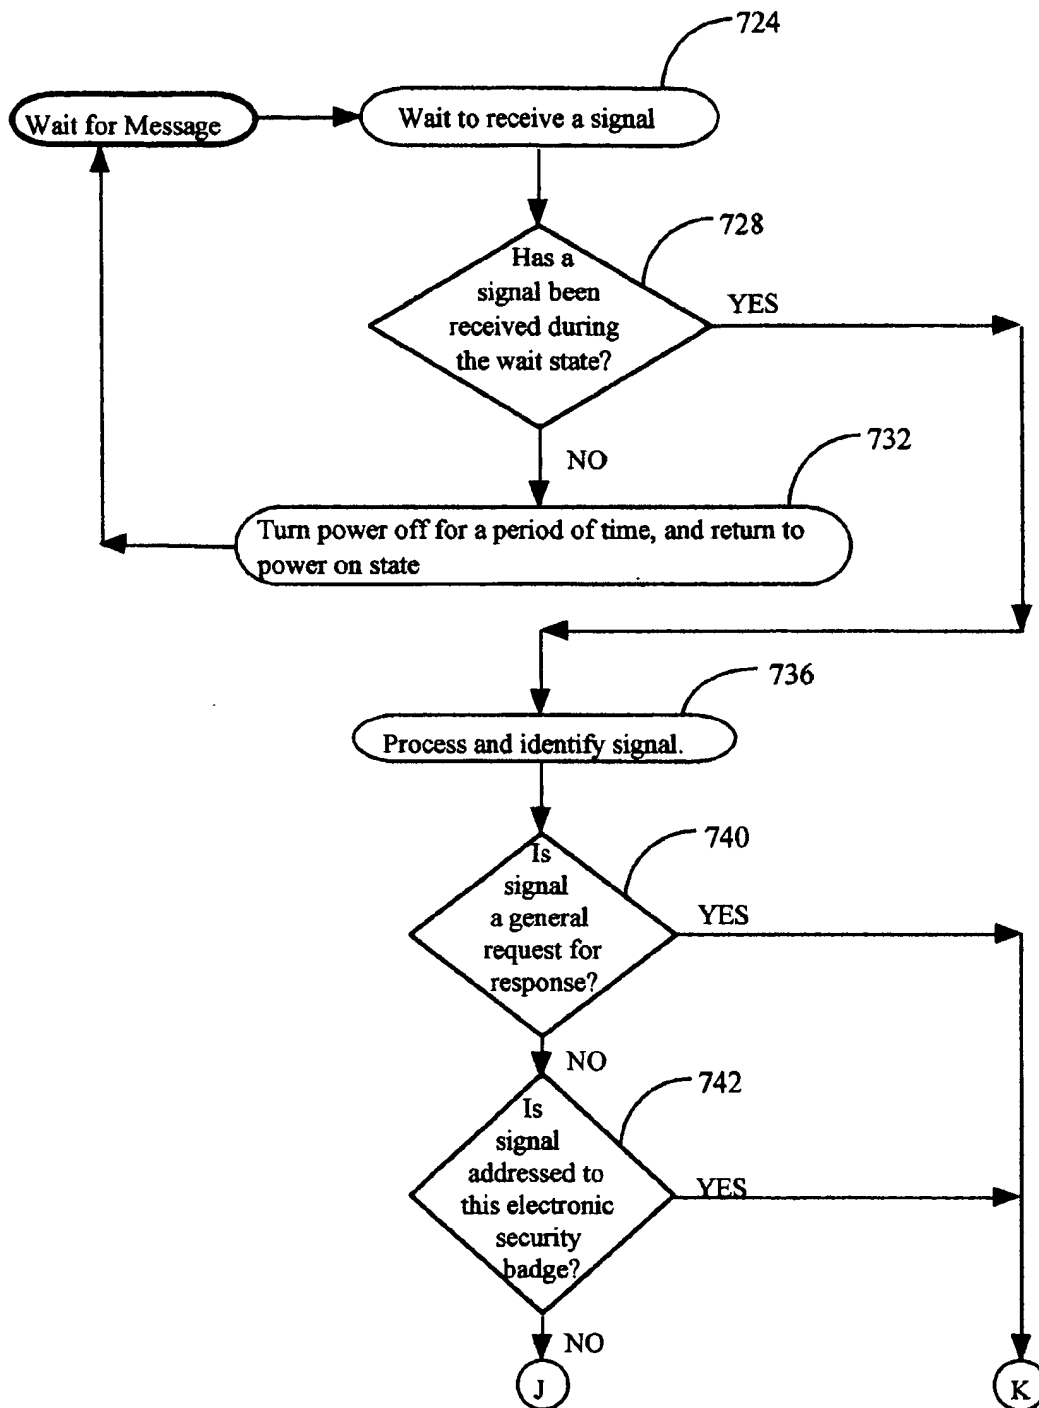 724
Wait for Message
Wait to receive a signal
728
Has a
signal been
received during
the wait state?
YES
NO
732
Turn power off for a period of time, and return to
power on state
736
Process and identify signal.
740
Is
signal
a general
request for
response?
YES
NO
742
Is
signal
addressed to
this electronic
security
badge?
YES
NO
J
K